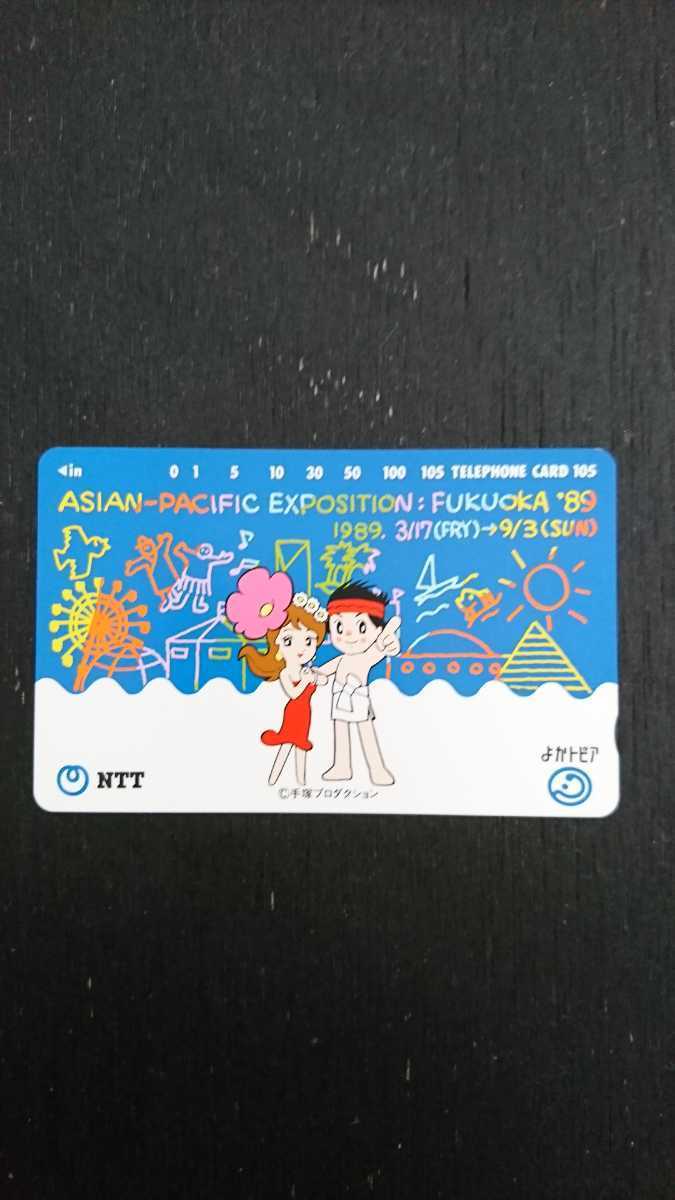 ◀in 0 1 5 10 30 50 100 105 TELEPHONE CARD 105
ASIAN-PACIFIC EXPOSITION: FUKUOKA '89
1989. 3/17(FRY)→9/3(SUN)
よかトピア
NTT
©手塚プロダクション